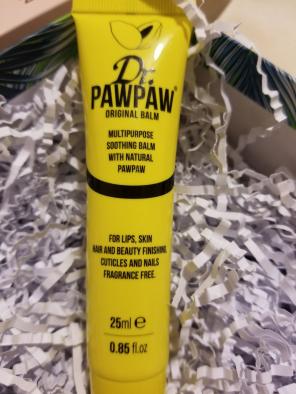 Dr.
PAWPAW
ORIGINAL BALM
MULTIPURPOSE
SOOTHING BALM
WITH NATURAL
PAWPAW
FOR LIPS, SKIN
HAIR AND BEAUTY FINISHING,
CUTICLES AND NAILS
FRAGRANCE FREE.
25ml ℮
0.85 fl.oz